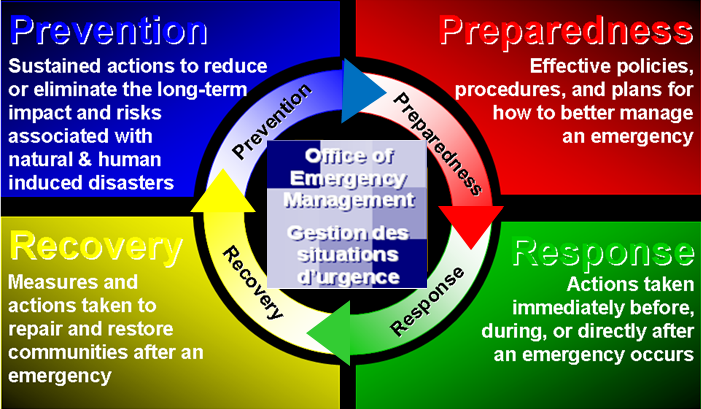 Prevention
Sustained actions to reduce
or eliminate the long-term
impact and risks
associated with
natural & human
induced disasters
Preparedness
Effective policies,
procedures, and plans for
how to better manage
an emergency
Prevention
Preparedness
Office of
Emergency
Management
Gestion des
situations
d'urgence
Recovery
Response
Recovery
Measures and
actions taken to
repair and restore
communities after an
emergency
Response
Actions taken
immediately before,
during, or directly after
an emergency occurs